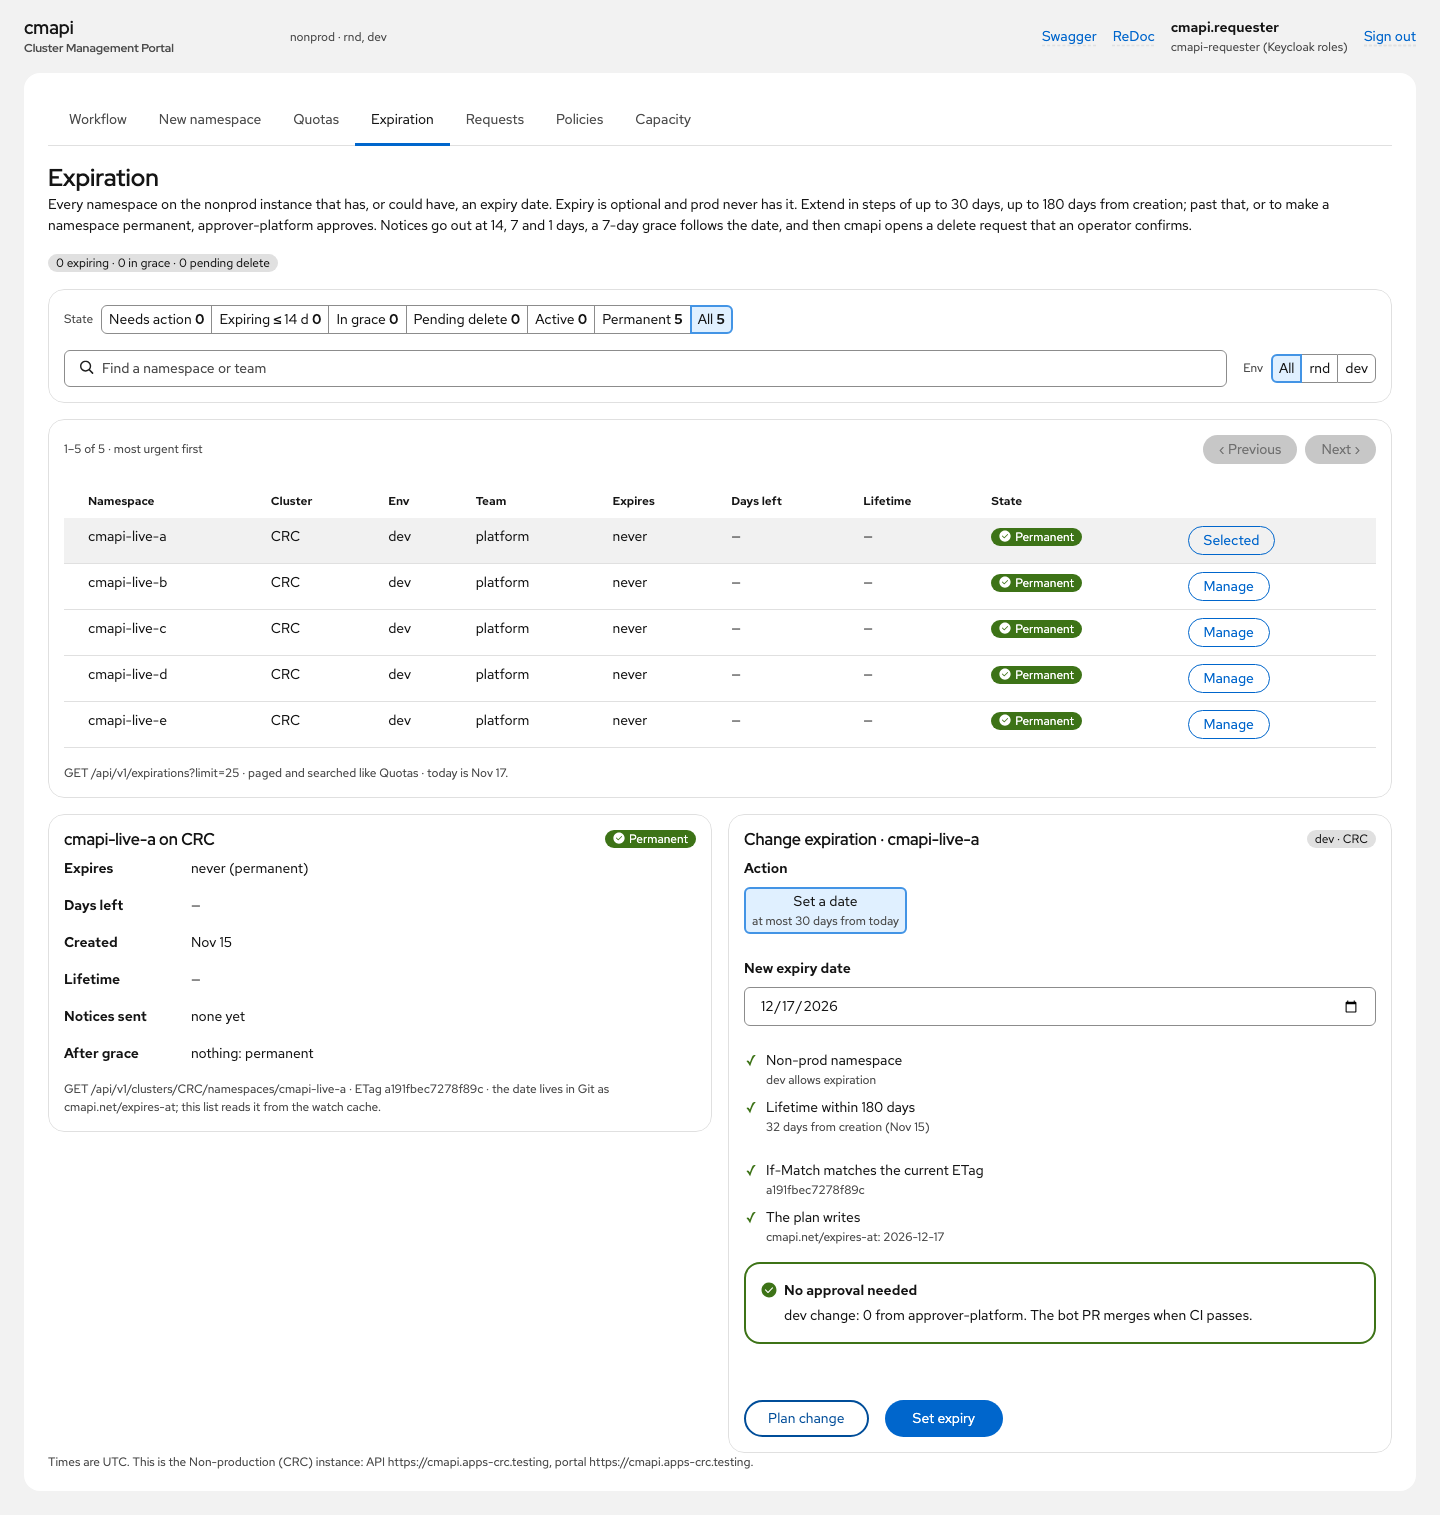 cmapi
Cluster Management Portal
nonprod · rnd, dev
Swagger
ReDoc
cmapi.requester
cmapi-requester (Keycloak roles)
Sign out
Workflow
New namespace
Quotas
Expiration
Requests
Policies
Capacity
Expiration
Every namespace on the nonprod instance that has, or could have, an expiry date. Expiry is optional and prod never has it. Extend in steps of up to 30 days, up to 180 days from creation; past that, or to make a
namespace permanent, approver-platform approves. Notices go out at 14, 7 and 1 days, a 7-day grace follows the date, and then cmapi opens a delete request that an operator confirms.
0 expiring · 0 in grace · 0 pending delete
State
Needs action 0
Expiring ≤ 14 d 0
In grace 0
Pending delete 0
Active 0
Permanent 5
All 5
Find a namespace or team
Env
All
rnd
dev
1–5 of 5 · most urgent first
‹ Previous
Next ›
Namespace Cluster Env Team Expires Days left Lifetime State
cmapi-live-a CRC dev platform never — — Permanent Selected
cmapi-live-b CRC dev platform never — — Permanent Manage
cmapi-live-c CRC dev platform never — — Permanent Manage
cmapi-live-d CRC dev platform never — — Permanent Manage
cmapi-live-e CRC dev platform never — — Permanent Manage
GET /api/v1/expirations?limit=25 · paged and searched like Quotas · today is Nov 17.
cmapi-live-a on CRC
Permanent
Expires never (permanent)
Days left —
Created Nov 15
Lifetime —
Notices sent none yet
After grace nothing: permanent
GET /api/v1/clusters/CRC/namespaces/cmapi-live-a · ETag a191fbec7278f89c · the date lives in Git as
cmapi.net/expires-at; this list reads it from the watch cache.
Change expiration · cmapi-live-a
dev · CRC
Action
Set a date
at most 30 days from today
New expiry date
12/17/2026
Non-prod namespace
dev allows expiration
Lifetime within 180 days
32 days from creation (Nov 15)
If-Match matches the current ETag
a191fbec7278f89c
The plan writes
cmapi.net/expires-at: 2026-12-17
No approval needed
dev change: 0 from approver-platform. The bot PR merges when CI passes.
Plan change
Set expiry
Times are UTC. This is the Non-production (CRC) instance: API https://cmapi.apps-crc.testing, portal https://cmapi.apps-crc.testing.